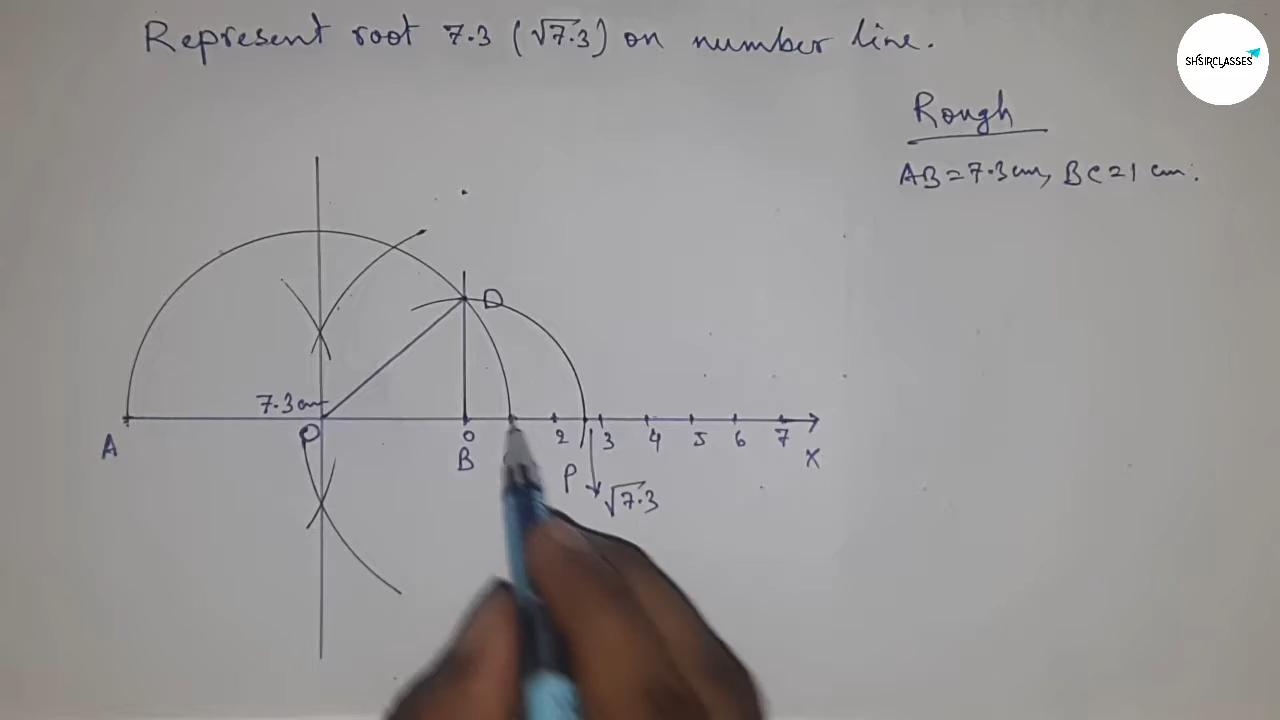 Represent root 7.3 (√7.3) on number line.
SHSIRCLASSES
Rough
AB = 7.3 cm, BC = 1 cm.
D
7.3 cm
A
P
0 2 3 4 5 6 7
B
X
P
√7.3